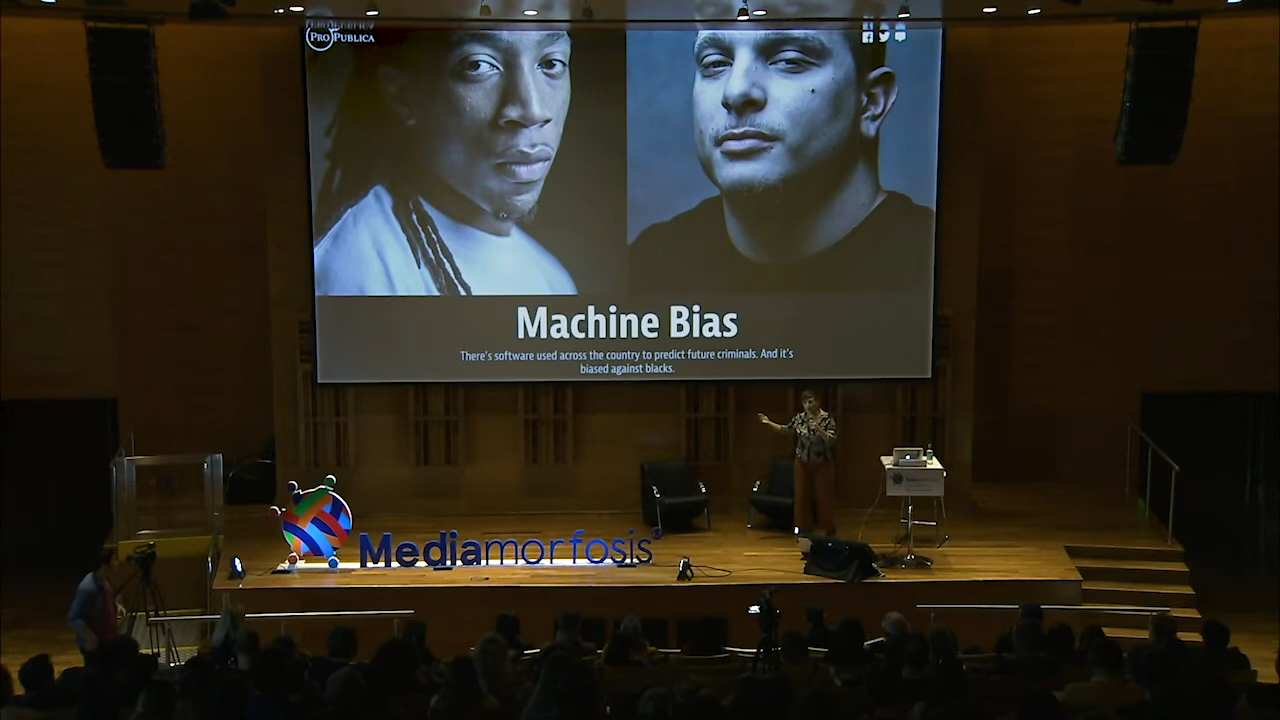 PROPUBLICA
Machine Bias
There's software used across the country to predict future criminals. And it's
biased against blacks.
Mediamorfosis